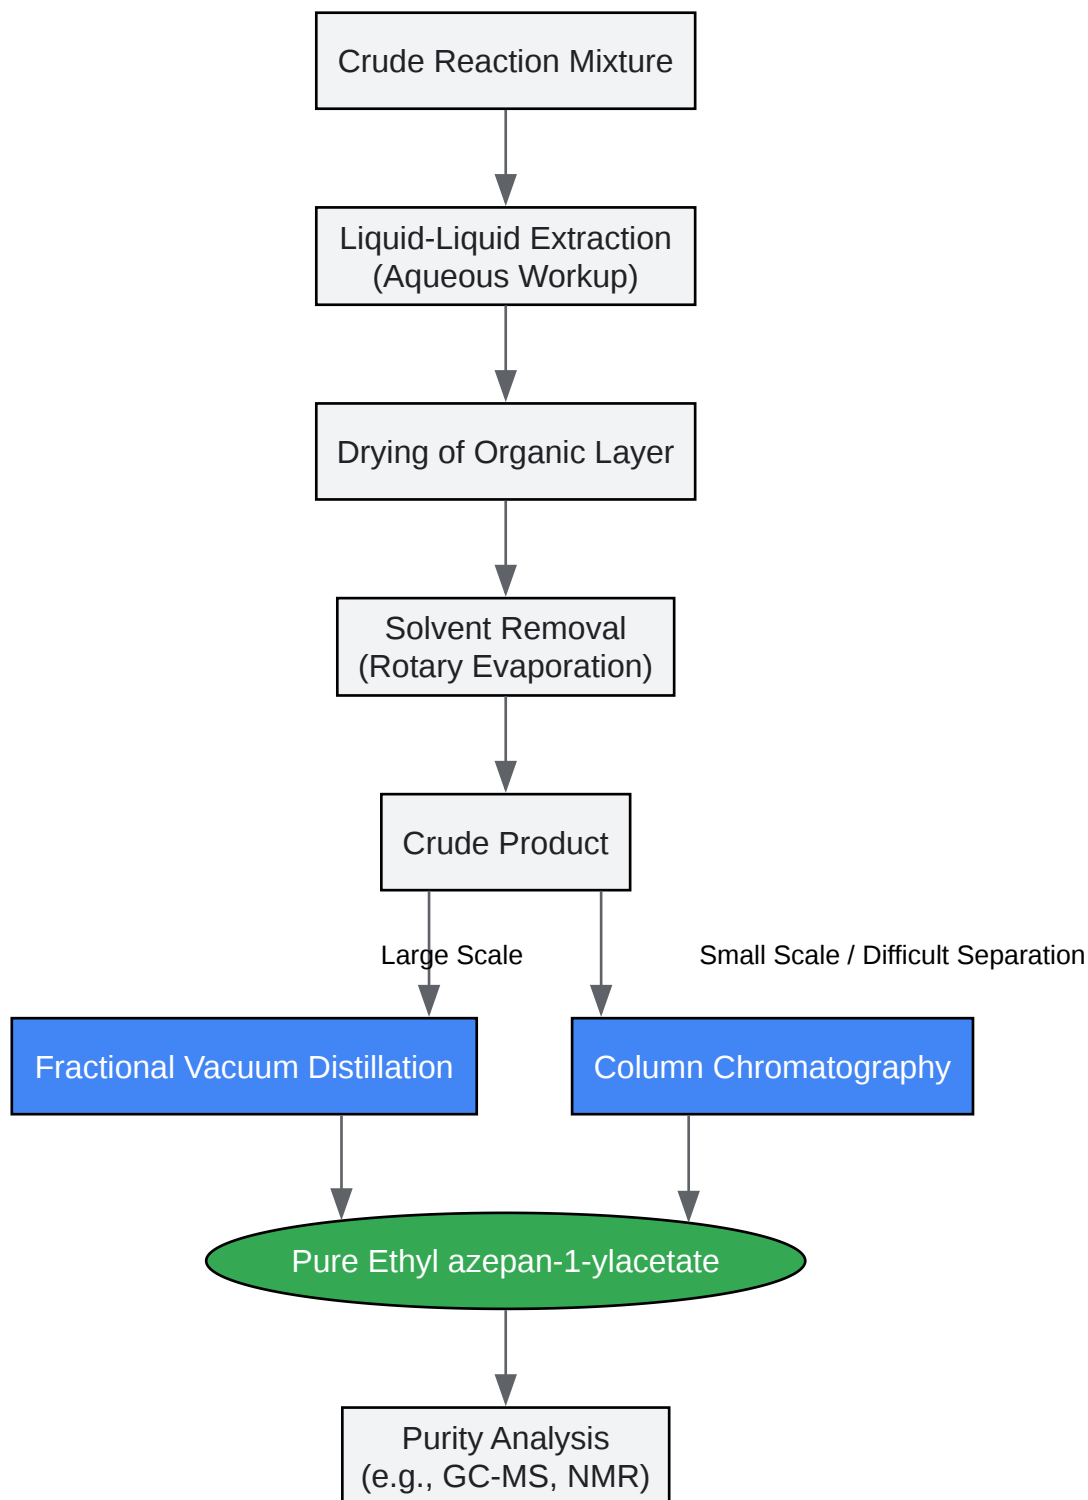 Crude Reaction Mixture
Liquid-Liquid Extraction
(Aqueous Workup)
Drying of Organic Layer
Solvent Removal
(Rotary Evaporation)
Crude Product
Large Scale
Small Scale / Difficult Separation
Fractional Vacuum Distillation
Column Chromatography
Pure Ethyl azepan-1-ylacetate
Purity Analysis
(e.g., GC-MS, NMR)